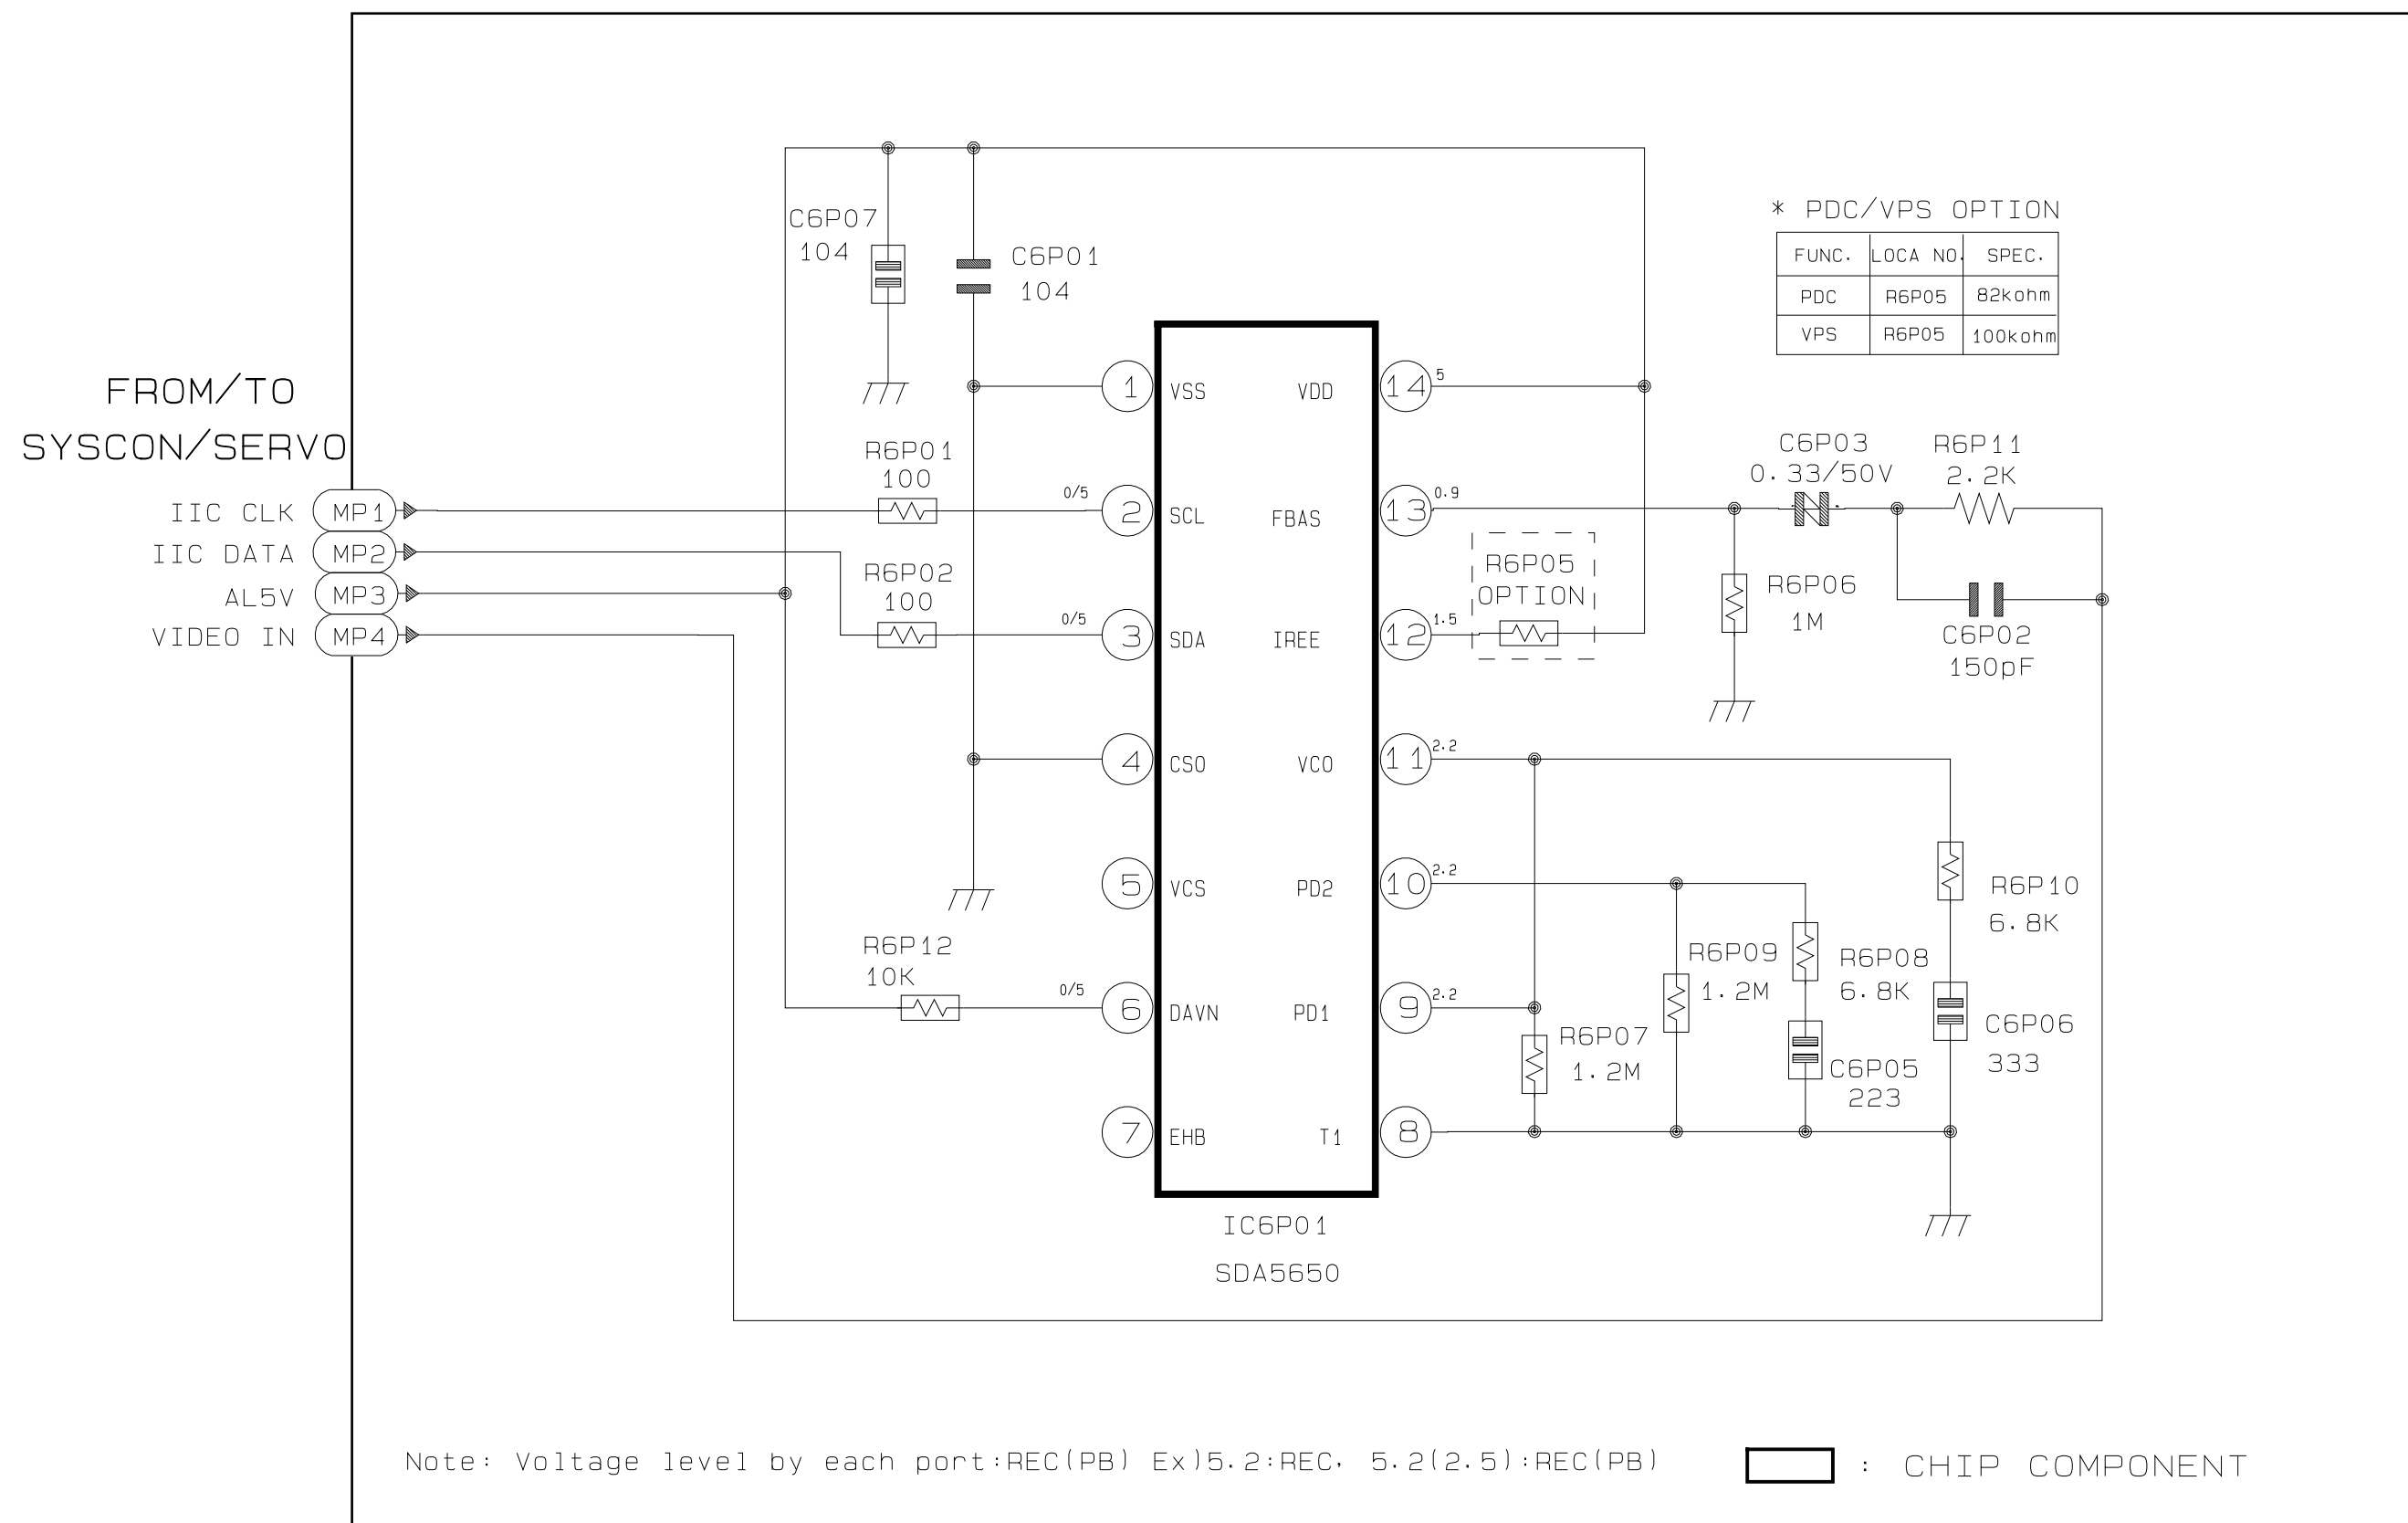 C6P07
104
C6P01
104
* PDC/VPS OPTION
FUNC. LOCA NO. SPEC.
PDC R6P05 82kohm
VPS R6P05 100kohm
FROM/TO
SYSCON/SERVO
IIC CLK MP1
IIC DATA MP2
AL5V MP3
VIDEO IN MP4
R6P01
100
R6P02
100
R6P12
10K
1 VSS VDD 14 5
0/5 2 SCL FBAS 13 0.9
0/5 3 SDA IREE 12 1.5
4 CSO VCO 11 2.2
5 VCS PD2 10 2.2
0/5 6 DAVN PD1 9 2.2
7 EHB T1 8
R6P05
OPTION
C6P03
0.33/50V
R6P11
2.2K
R6P06
1M
C6P02
150pF
R6P10
6.8K
R6P09
1.2M
R6P08
6.8K
R6P07
1.2M
C6P06
333
C6P05
223
IC6P01
SDA5650
Note: Voltage level by each port:REC(PB) Ex)5.2:REC, 5.2(2.5):REC(PB)
: CHIP COMPONENT